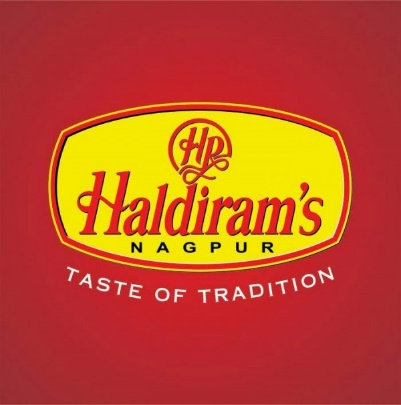 HR
Haldiram's
NAGPUR
TASTE OF TRADITION